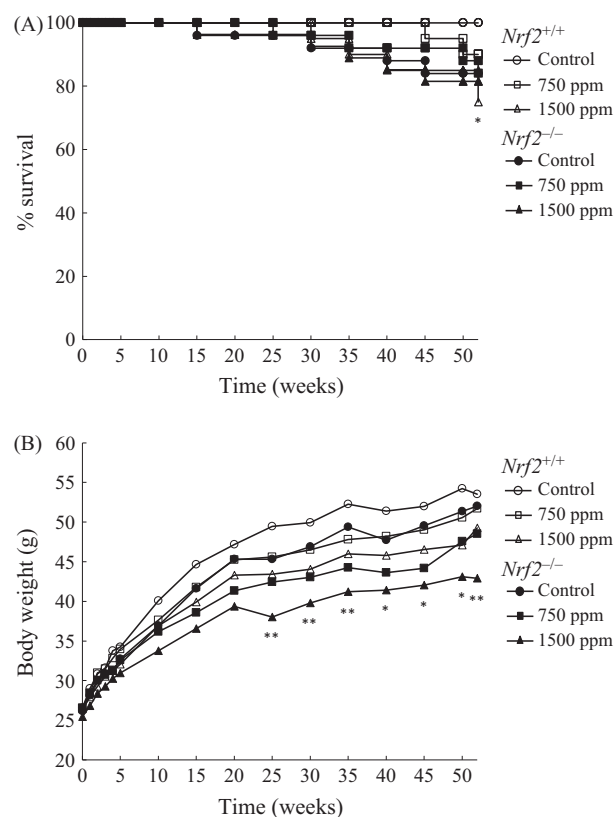 (A)
100
80
60
40
20
0
% survival
0 5 10 15 20 25 30 35 40 45 50
Time (weeks)
*
Nrf2+/+
Control
750 ppm
1500 ppm
Nrf2−/−
Control
750 ppm
1500 ppm
(B)
60
55
50
45
40
35
30
25
20
Body weight (g)
** ** ** * * * **
0 5 10 15 20 25 30 35 40 45 50
Time (weeks)
Nrf2+/+
Control
750 ppm
1500 ppm
Nrf2−/−
Control
750 ppm
1500 ppm